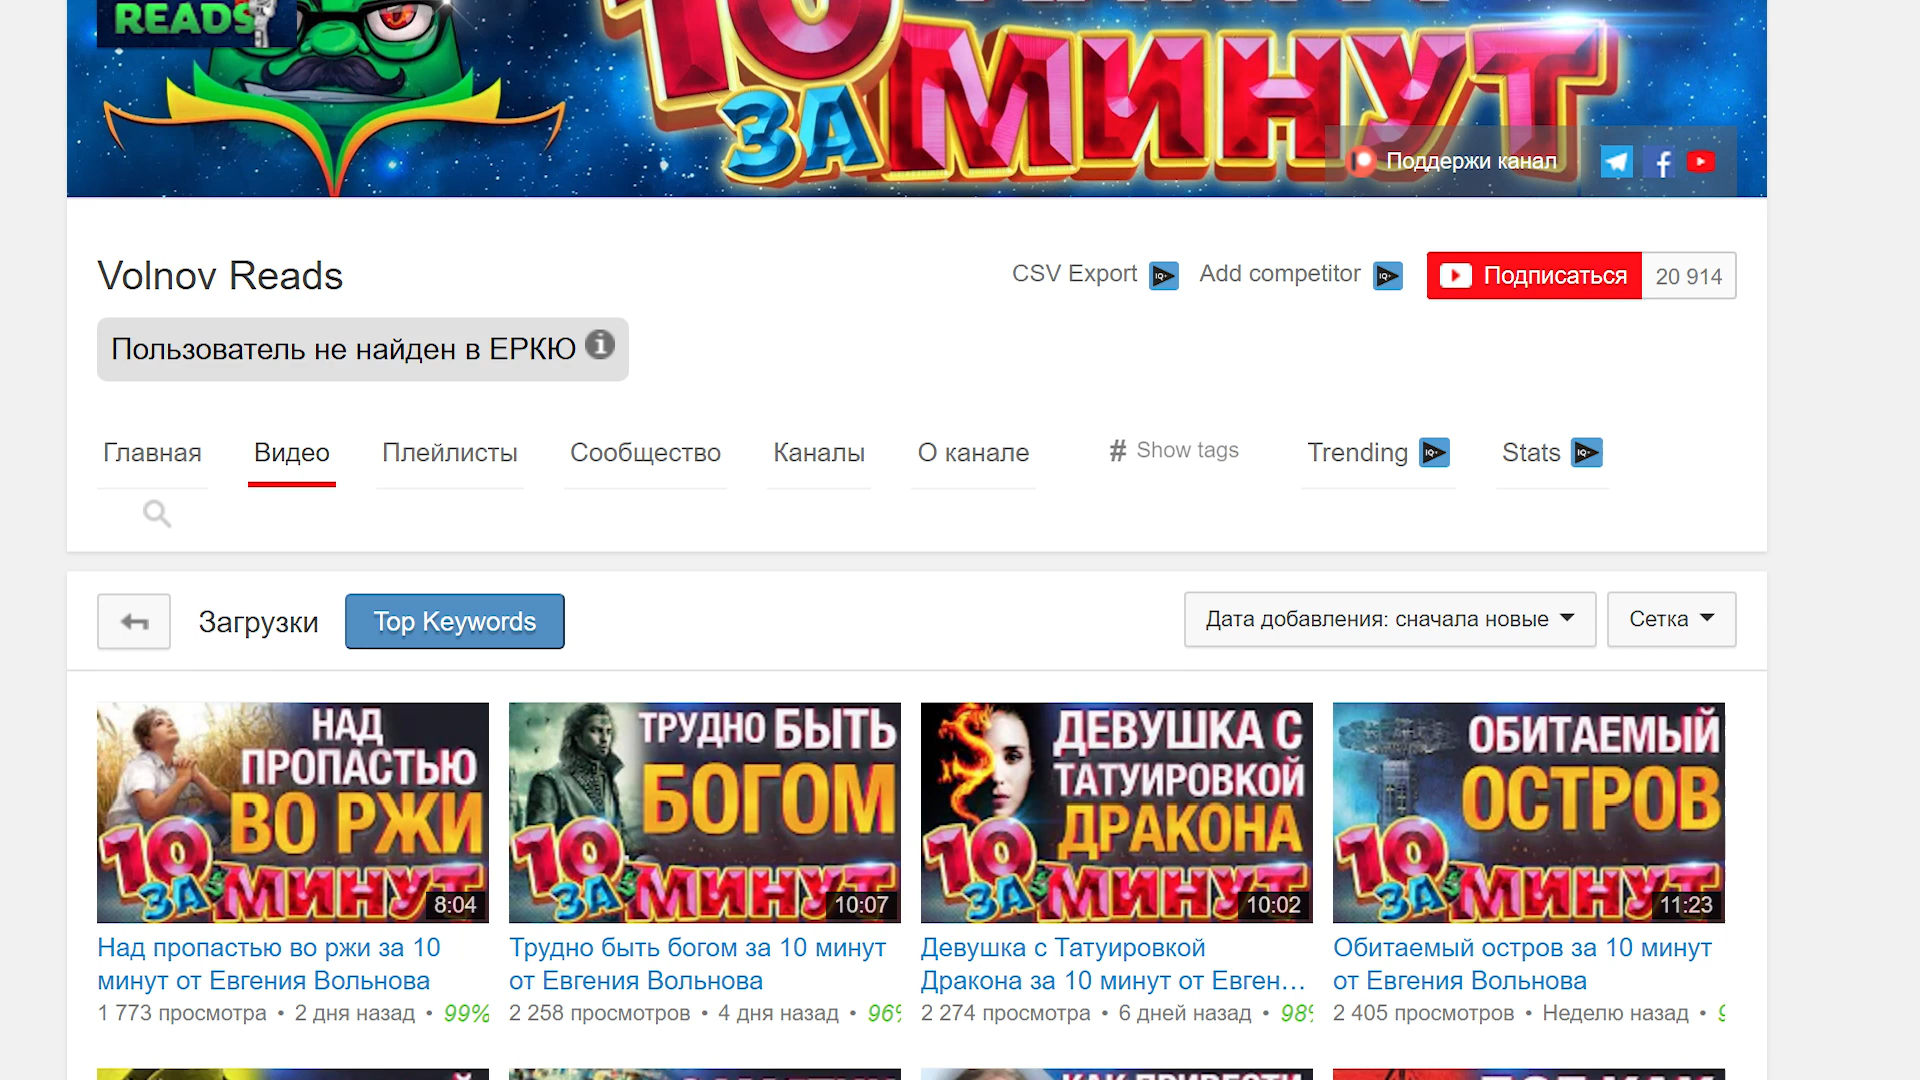 READS
10
ЗА МИНУТ
Поддержи канал
Volnov Reads
CSV Export
Add competitor
Подписаться
20 914
Пользователь не найден в ЕРКЮ
Главная
Видео
Плейлисты
Сообщество
Каналы
О канале
# Show tags
Trending
Stats
Загрузки
Top Keywords
Дата добавления: сначала новые
Сетка
НАД
ПРОПАСТЬЮ
ВО РЖИ
10
ЗА МИНУТ
8:04
ТРУДНО БЫТЬ
БОГОМ
10
ЗА МИНУТ
10:07
ДЕВУШКА С
ТАТУИРОВКОЙ
ДРАКОНА
10
ЗА МИНУТ
10:02
ОБИТАЕМЫЙ
ОСТРОВ
10
ЗА МИНУТ
11:23
Над пропастью во ржи за 10
минут от Евгения Вольнова
1 773 просмотра • 2 дня назад • 99%
Трудно быть богом за 10 минут
от Евгения Вольнова
2 258 просмотров • 4 дня назад • 96%
Девушка с Татуировкой
Дракона за 10 минут от Евген...
2 274 просмотра • 6 дней назад • 98%
Обитаемый остров за 10 минут
от Евгения Вольнова
2 405 просмотров • Неделю назад •
КАК ПРИВЕСТИ